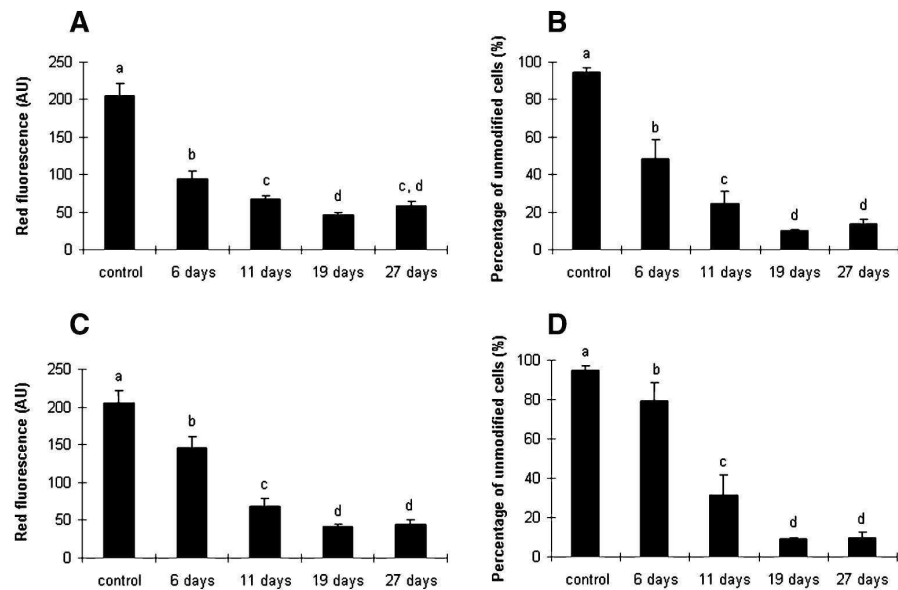 A
Red fluorescence (AU)
250
200
150
100
50
0
a
b
c
d
c, d
control 6 days 11 days 19 days 27 days
B
Percentage of unmodified cells (%)
100
80
60
40
20
0
a
b
c
d
d
control 6 days 11 days 19 days 27 days
C
Red fluorescence (AU)
250
200
150
100
50
0
a
b
c
d
d
control 6 days 11 days 19 days 27 days
D
Percentage of unmodified cells (%)
100
80
60
40
20
0
a
b
c
d
d
control 6 days 11 days 19 days 27 days